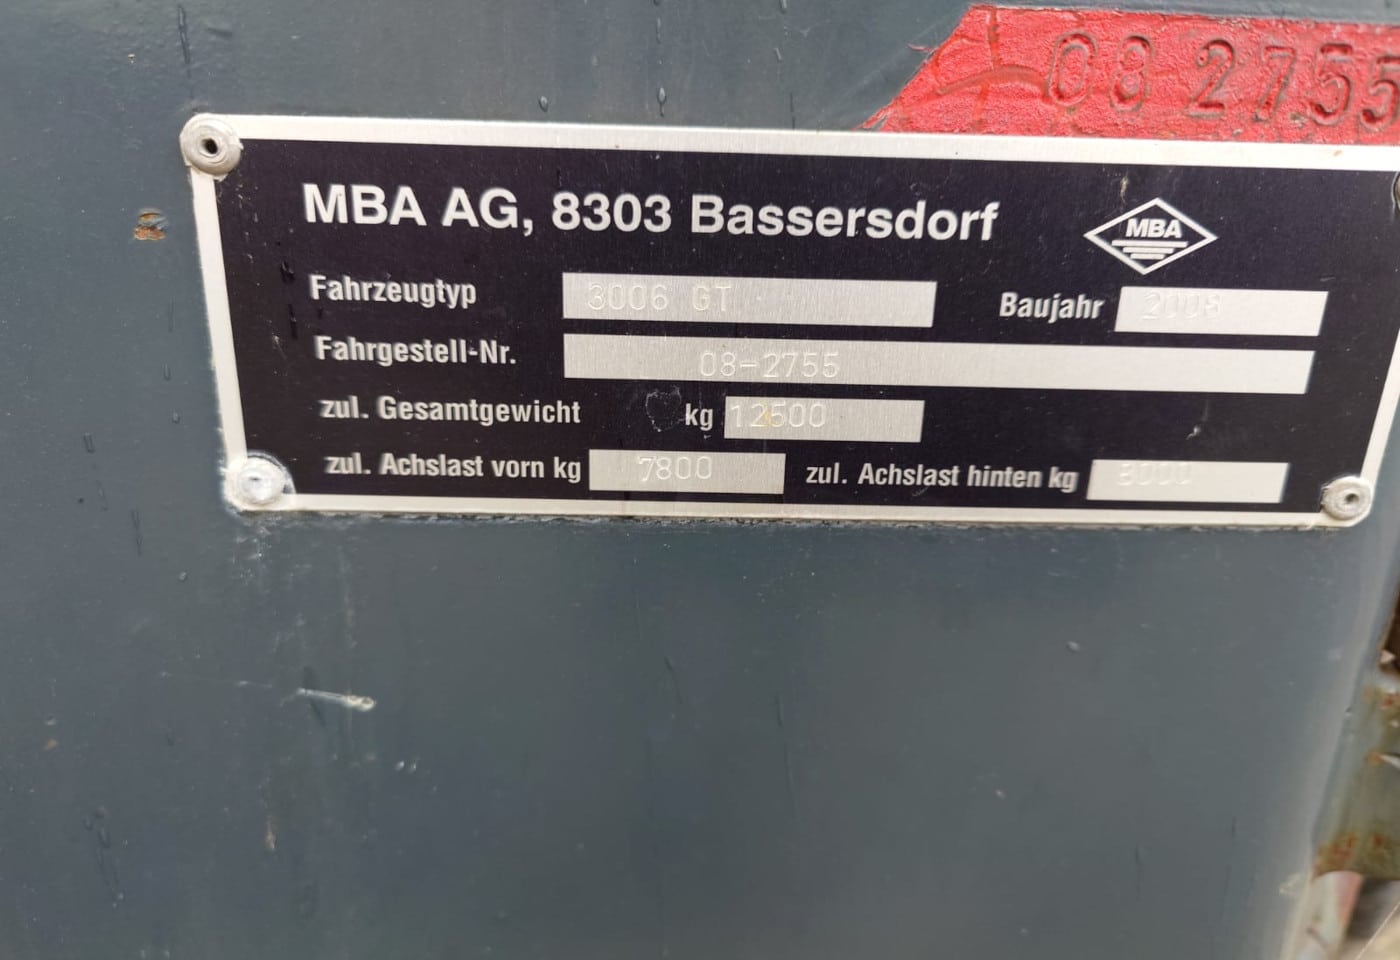 08 2755
MBA AG, 8303 Bassersdorf
MBA
Fahrzeugtyp 3006 GT Baujahr 2008
Fahrgestell-Nr. 08-2755
zul. Gesamtgewicht kg 12500
zul. Achslast vorn kg 7800 zul. Achslast hinten kg 8000